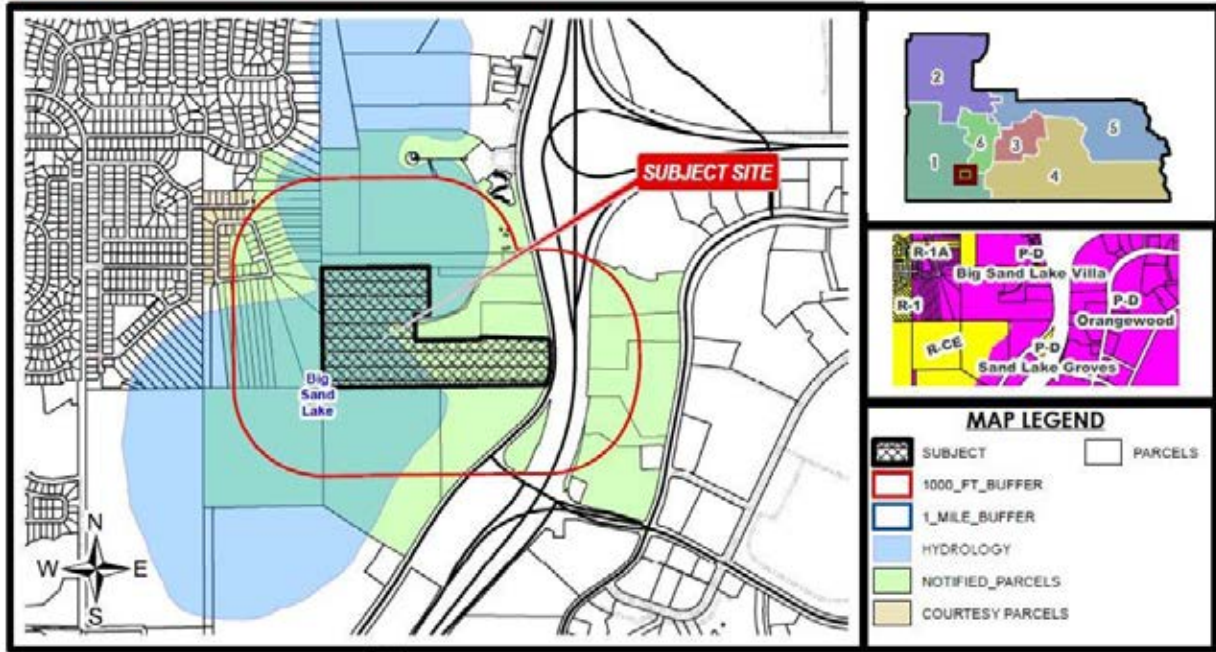 SUBJECT SITE
Big
Sand
Lake
N
W
E
S
2
1
6
3
5
4
R-1A
P-D
Big Sand Lake Villa
R-1
P-D
Orangewood
R-CE
P-D
Sand Lake Groves
MAP LEGEND
SUBJECT
PARCELS
1000_FT_BUFFER
1_MILE_BUFFER
HYDROLOGY
NOTIFIED_PARCELS
COURTESY PARCELS